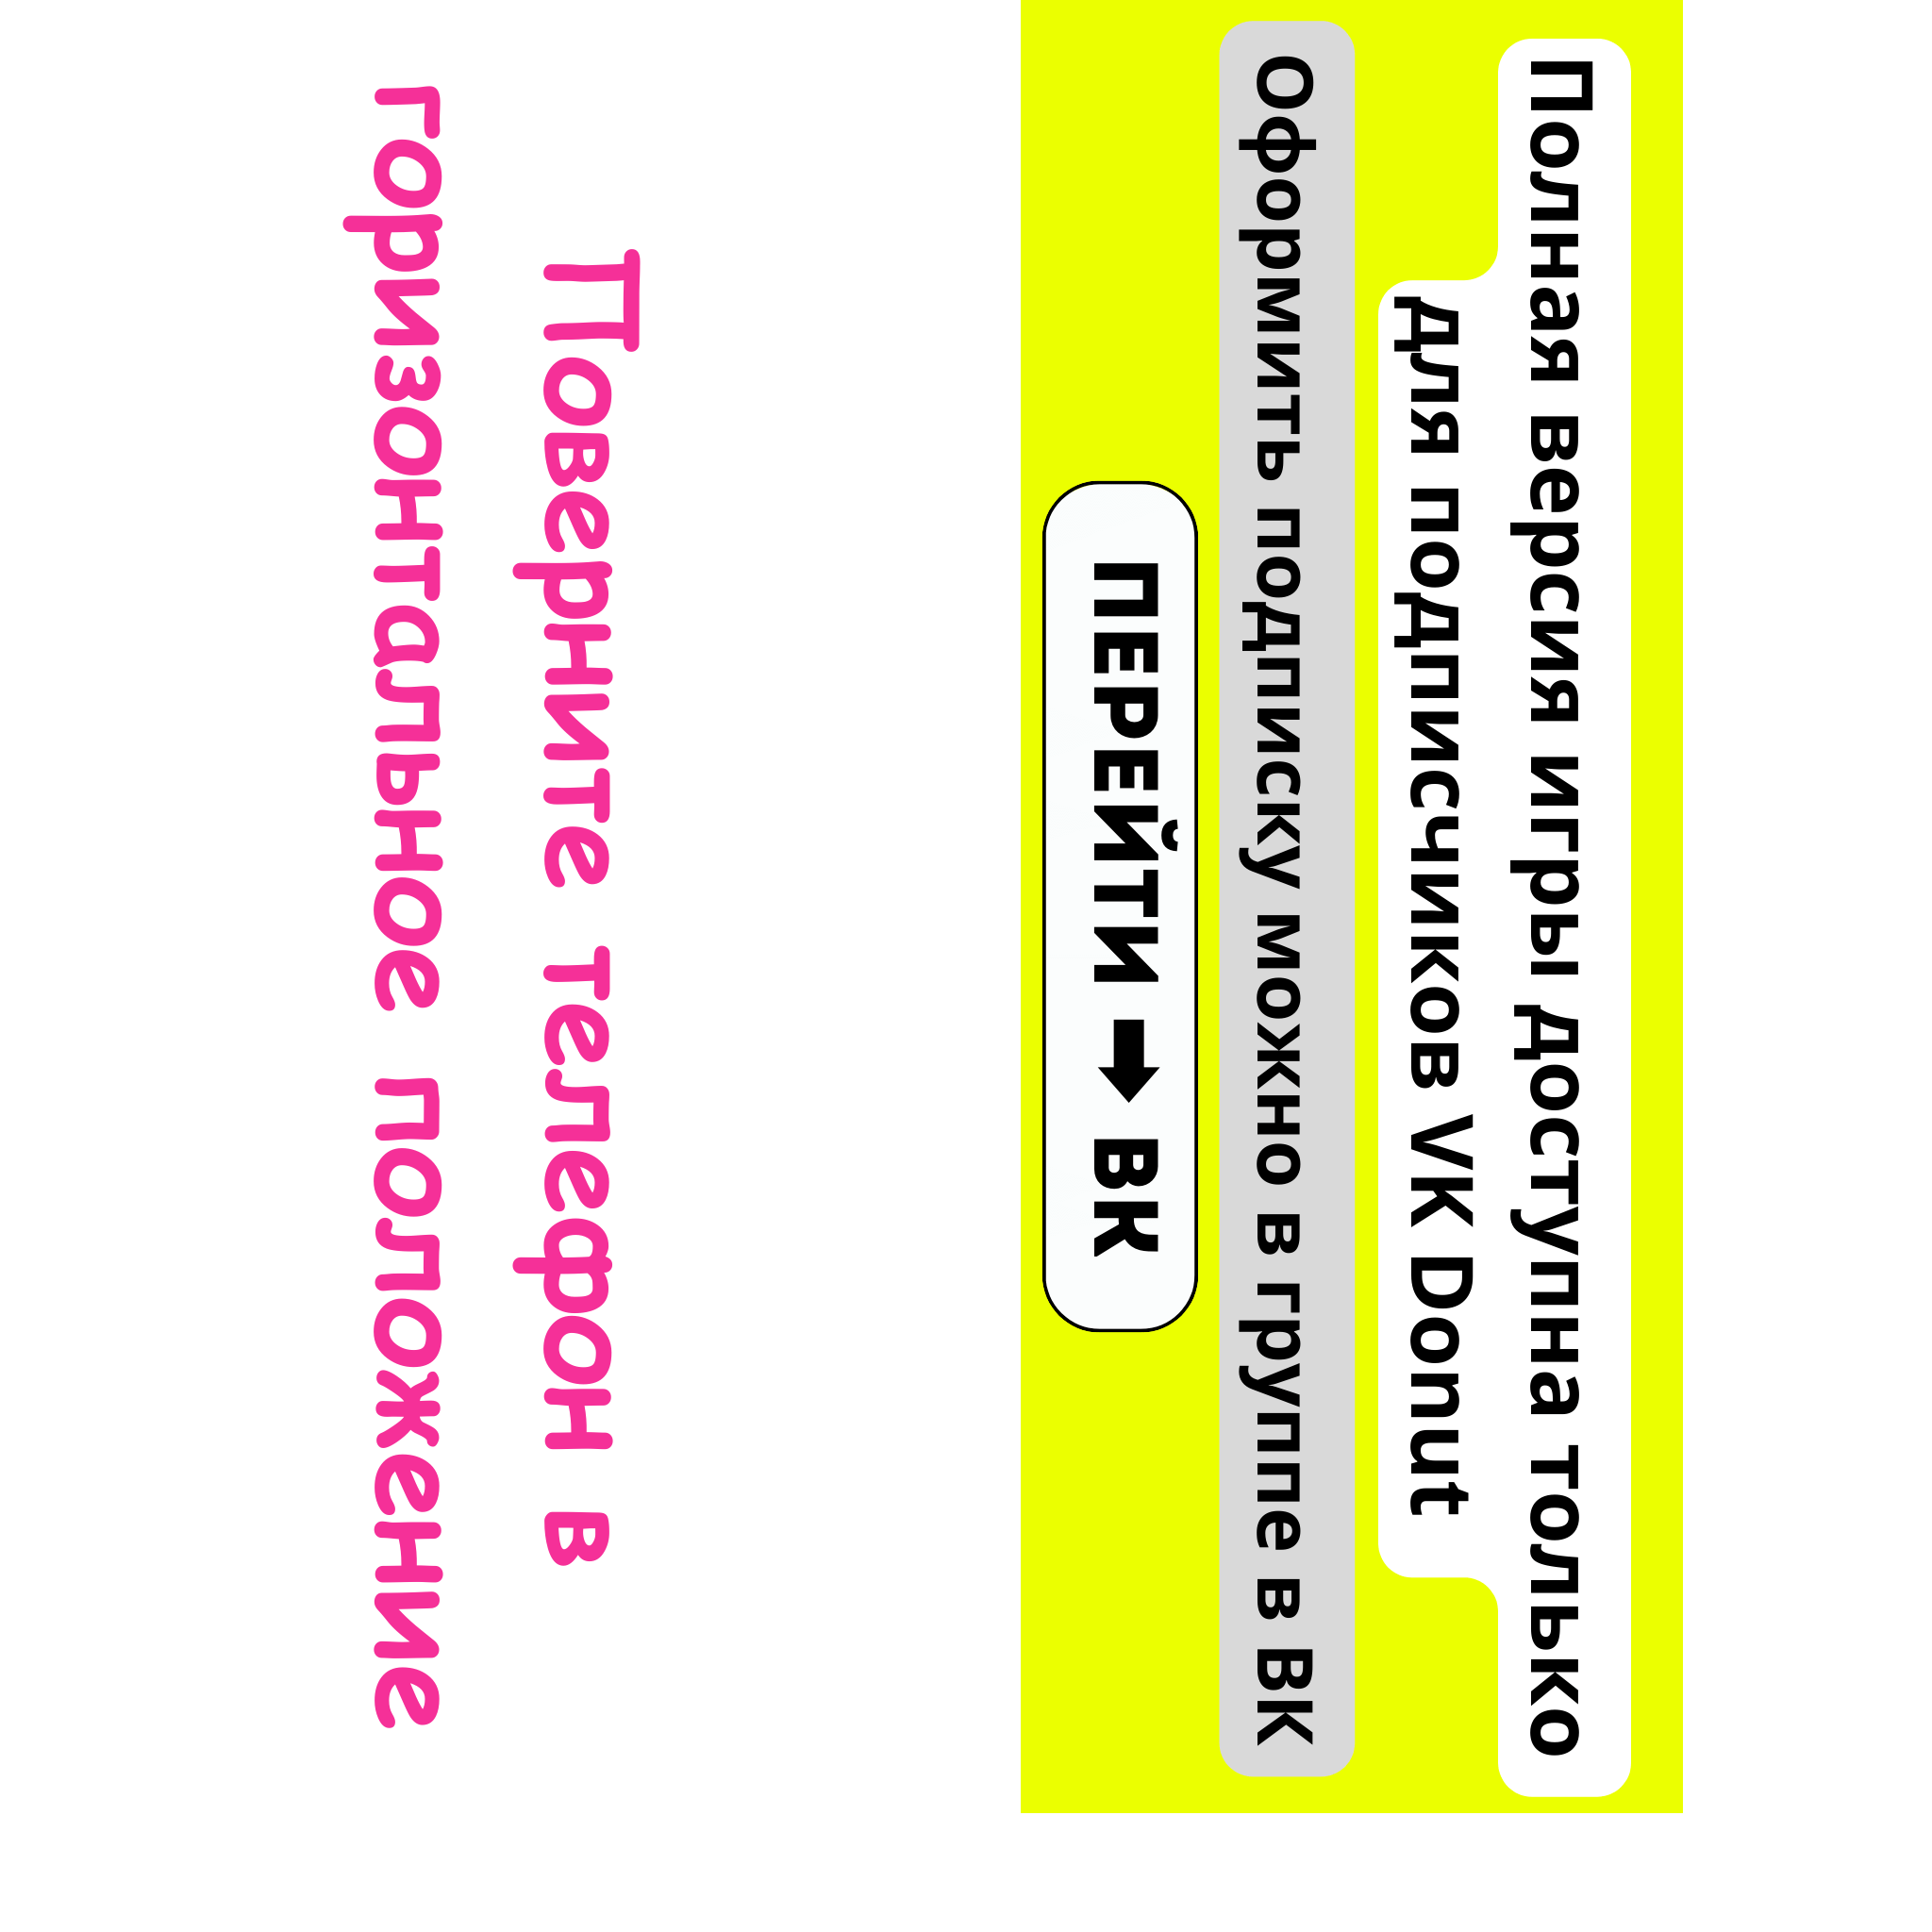 Полная версия игры доступна только
для подписчиков VK Donut
Оформить подписку можно в группе в ВК
ПЕРЕЙТИ ➡ ВК
Поверните телефон в
горизонтальное положение